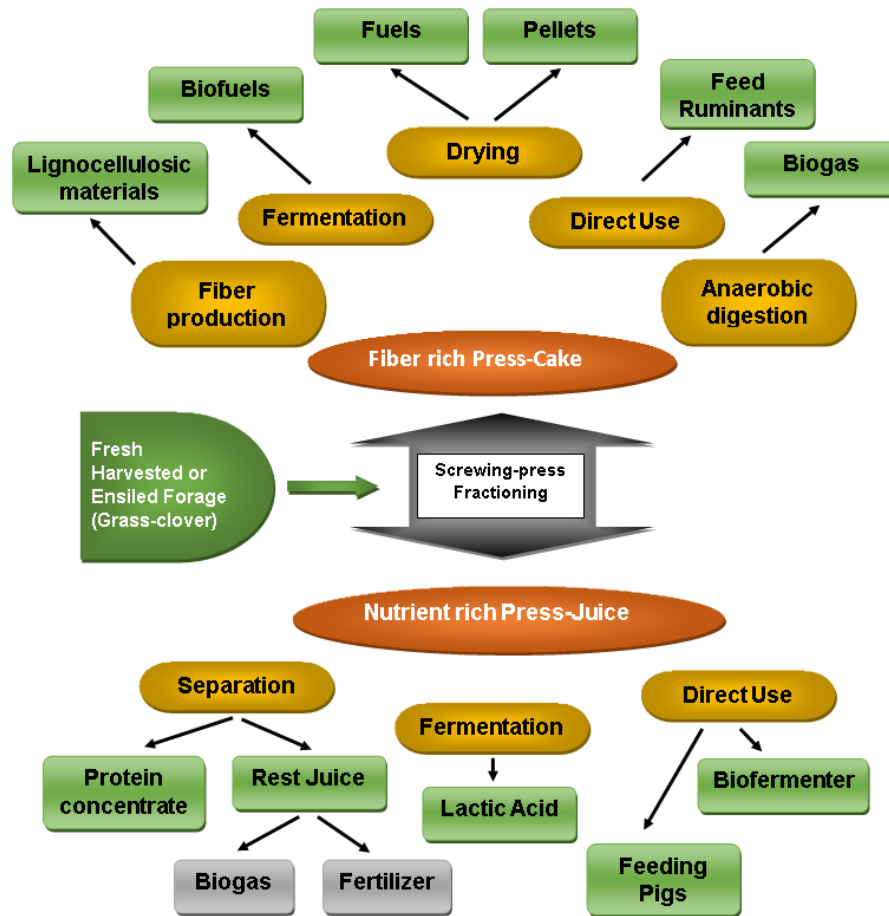 Fuels
Pellets
Biofuels
Feed
Ruminants
Drying
Biogas
Lignocellulosic
materials
Fermentation
Direct Use
Fiber
production
Anaerobic
digestion
Fiber rich Press-Cake
Fresh
Harvested or
Ensiled Forage
(Grass-clover)
Screwing-press
Fractioning
Nutrient rich Press-Juice
Separation
Direct Use
Fermentation
Protein
concentrate
Rest Juice
Biofermenter
Lactic Acid
Biogas
Fertilizer
Feeding
Pigs